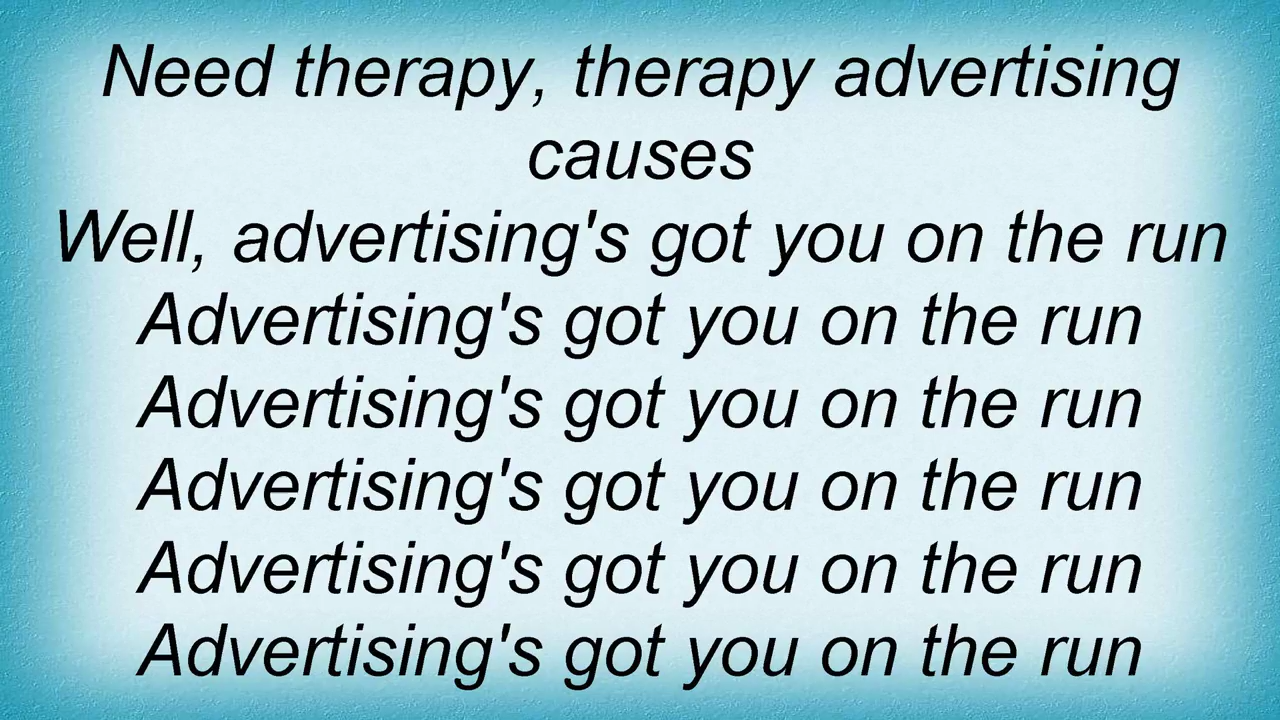 Need therapy, therapy advertising
causes
Well, advertising's got you on the run
Advertising's got you on the run
Advertising's got you on the run
Advertising's got you on the run
Advertising's got you on the run
Advertising's got you on the run